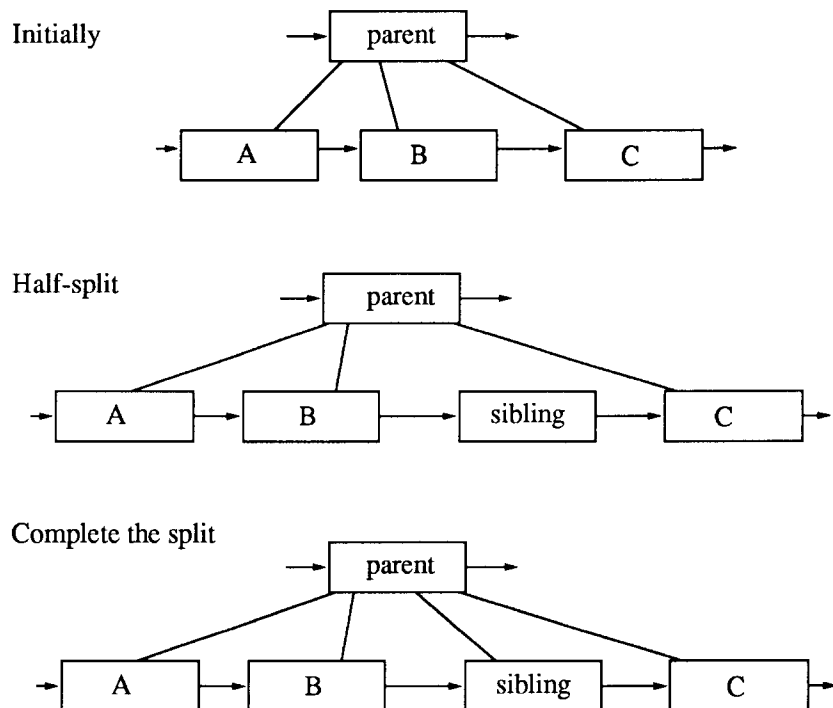 Initially
parent
A B C
Half-split
parent
A B sibling C
Complete the split
parent
A B sibling C